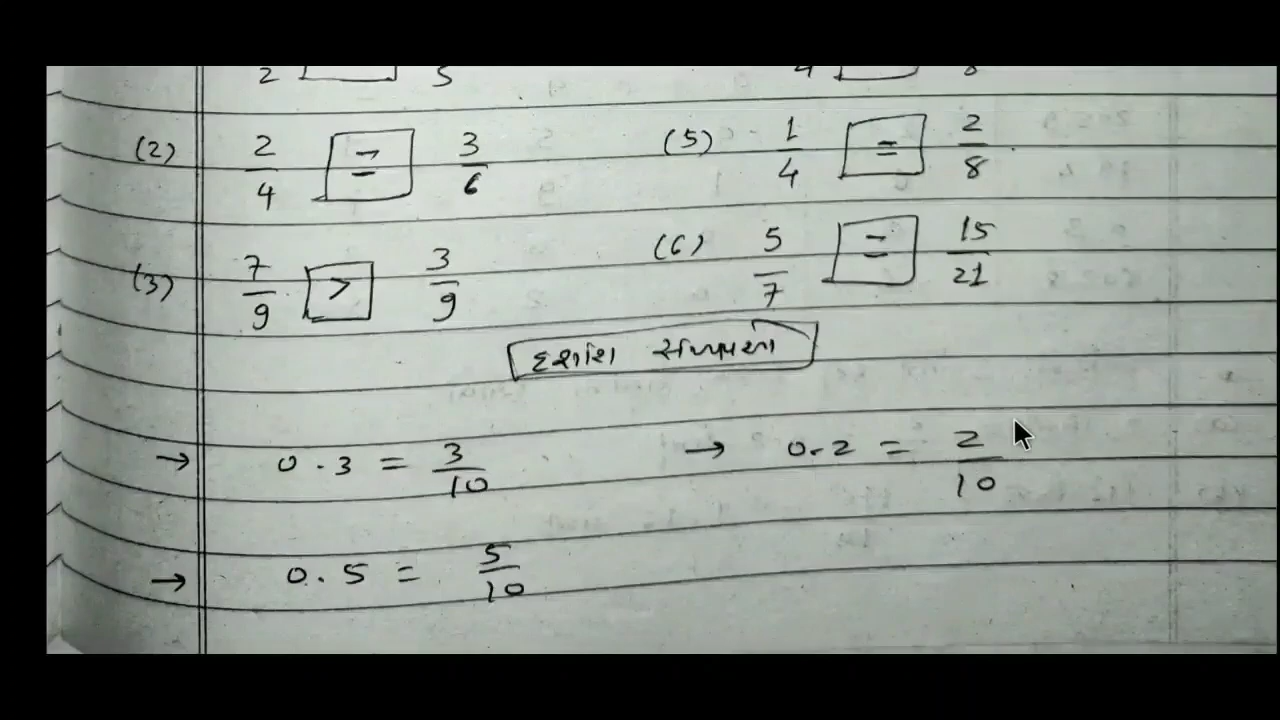 (2) 2/4 = 3/6 (5) 1/4 = 2/8
(3) 7/9 > 3/9 (6) 5/7 = 15/21
દશાંશ
→ 0.3 = 3/10 → 0.2 = 2/10
→ 0.5 = 5/10